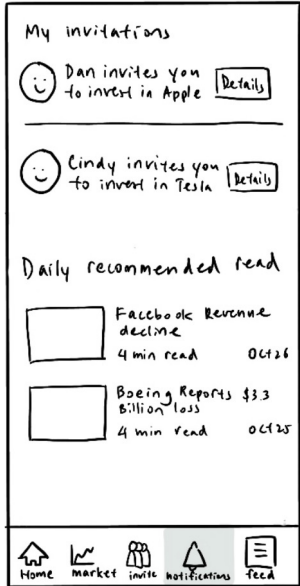 My invitations
Dan invites you
to invest in Apple
Details
Cindy invites you
to invest in Tesla
Details
Daily recommended read
Facebook Revenue
decline
4 min read Oct 26
Boeing Reports $3.3
Billion loss
4 min read Oct 25
Home market invite notifications feed